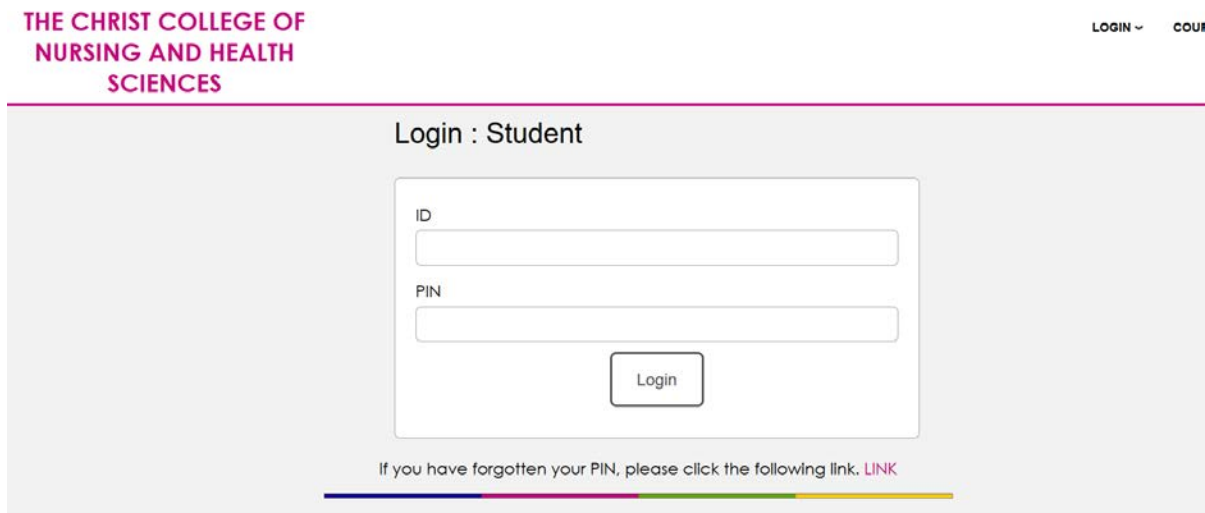 THE CHRIST COLLEGE OF
NURSING AND HEALTH
SCIENCES
LOGIN
Login : Student
ID
PIN
Login
If you have forgotten your PIN, please click the following link. LINK